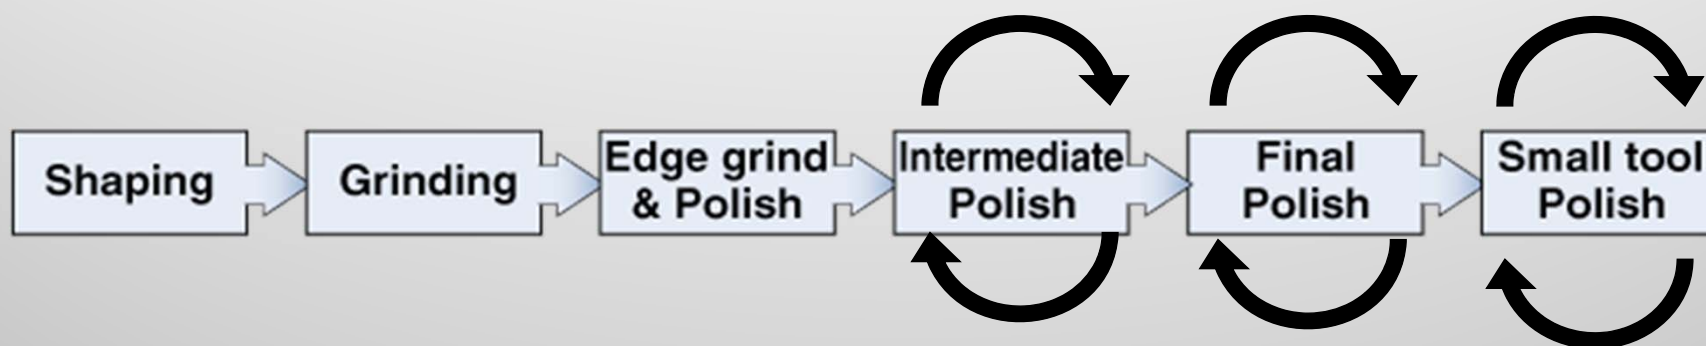 Shaping
Grinding
Edge grind
& Polish
Intermediate
Polish
Final
Polish
Small tool
Polish